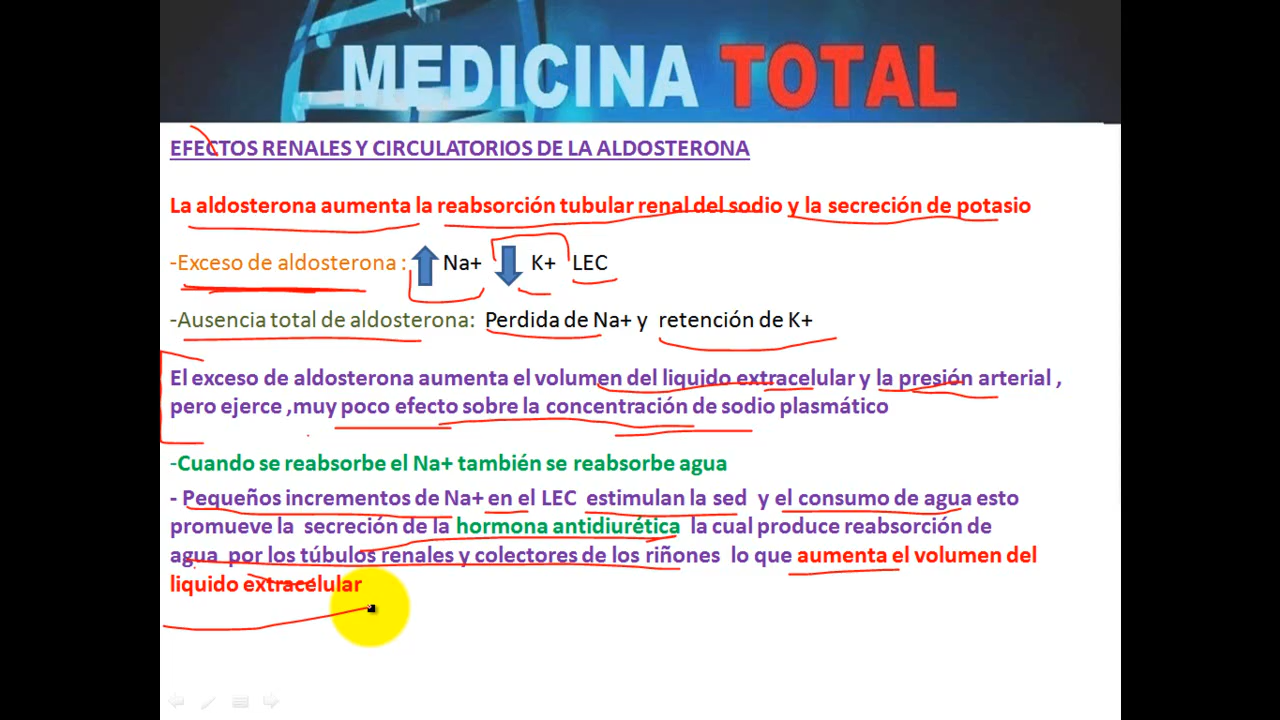 MEDICINA TOTAL
EFECTOS RENALES Y CIRCULATORIOS DE LA ALDOSTERONA
La aldosterona aumenta la reabsorción tubular renal del sodio y la secreción de potasio
-Exceso de aldosterona : Na+ K+ LEC
-Ausencia total de aldosterona: Perdida de Na+ y retención de K+
El exceso de aldosterona aumenta el volumen del liquido extracelular y la presión arterial ,
pero ejerce ,muy poco efecto sobre la concentración de sodio plasmático
-Cuando se reabsorbe el Na+ también se reabsorbe agua
- Pequeños incrementos de Na+ en el LEC estimulan la sed y el consumo de agua esto
promueve la secreción de la hormona antidiurética la cual produce reabsorción de
agua por los túbulos renales y colectores de los riñones lo que aumenta el volumen del
liquido extracelular